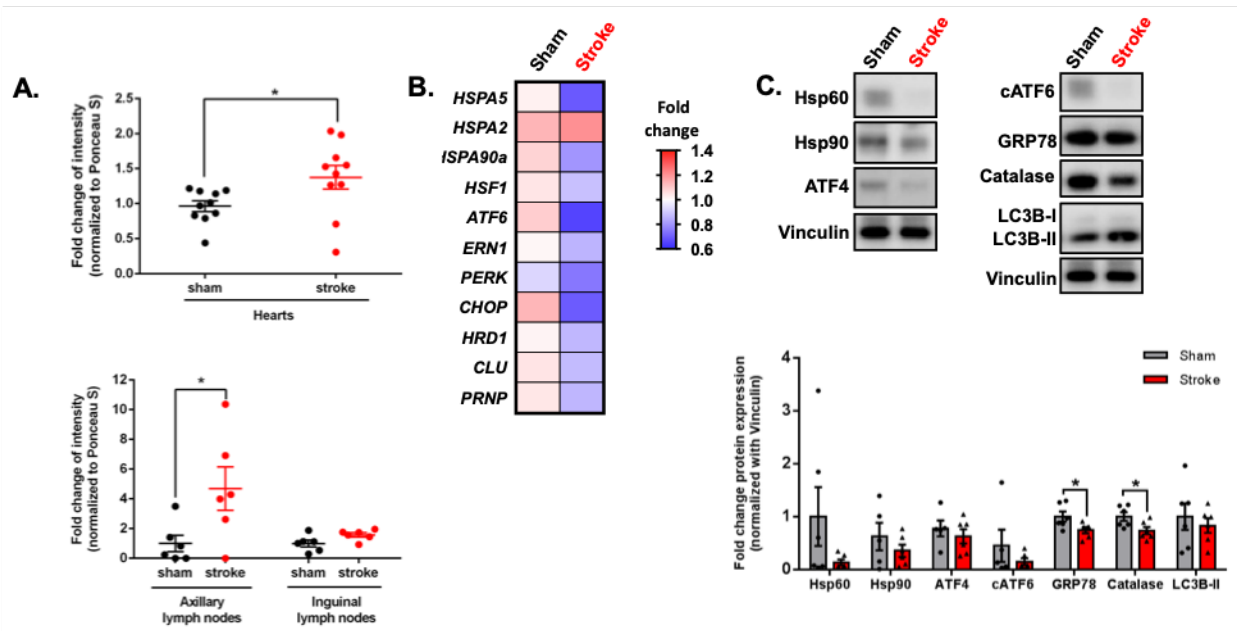 A.
Fold change of intensity
(normalized to Ponceau S)
2.5
2.0
1.5
1.0
0.5
0.0
*
sham
stroke
Hearts
Fold change of intensity
(normalized to Ponceau S)
12
10
8
6
4
2
0
*
sham
stroke
sham
stroke
Axillary
lymph nodes
Inguinal
lymph nodes
B.
Sham
Stroke
HSPA5
HSPA2
ISPA90a
HSF1
ATF6
ERN1
PERK
CHOP
HRD1
CLU
PRNP
Fold
change
1.4
1.2
1.0
0.8
0.6
C.
Sham
Stroke
Hsp60
Hsp90
ATF4
Vinculin
Sham
Stroke
cATF6
GRP78
Catalase
LC3B-I
LC3B-II
Vinculin
Fold change protein expression
(normalized with Vinculin)
4
3
2
1
0
Sham
Stroke
*
*
Hsp60
Hsp90
ATF4
cATF6
GRP78
Catalase
LC3B-II